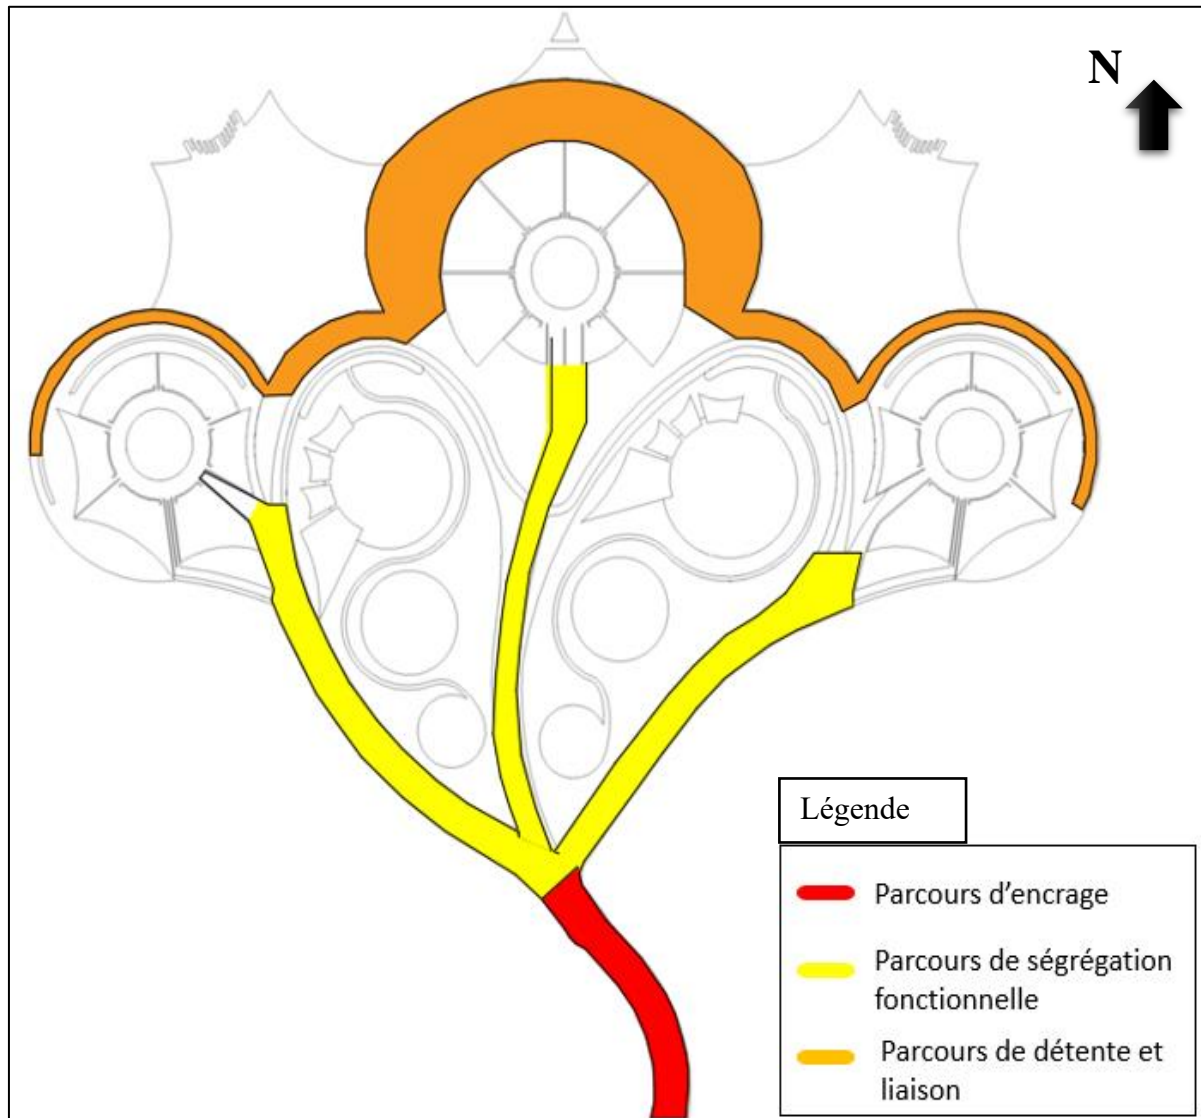 N
Légende
Parcours d'encrage
Parcours de ségrégation
fonctionnelle
Parcours de détente et
liaison